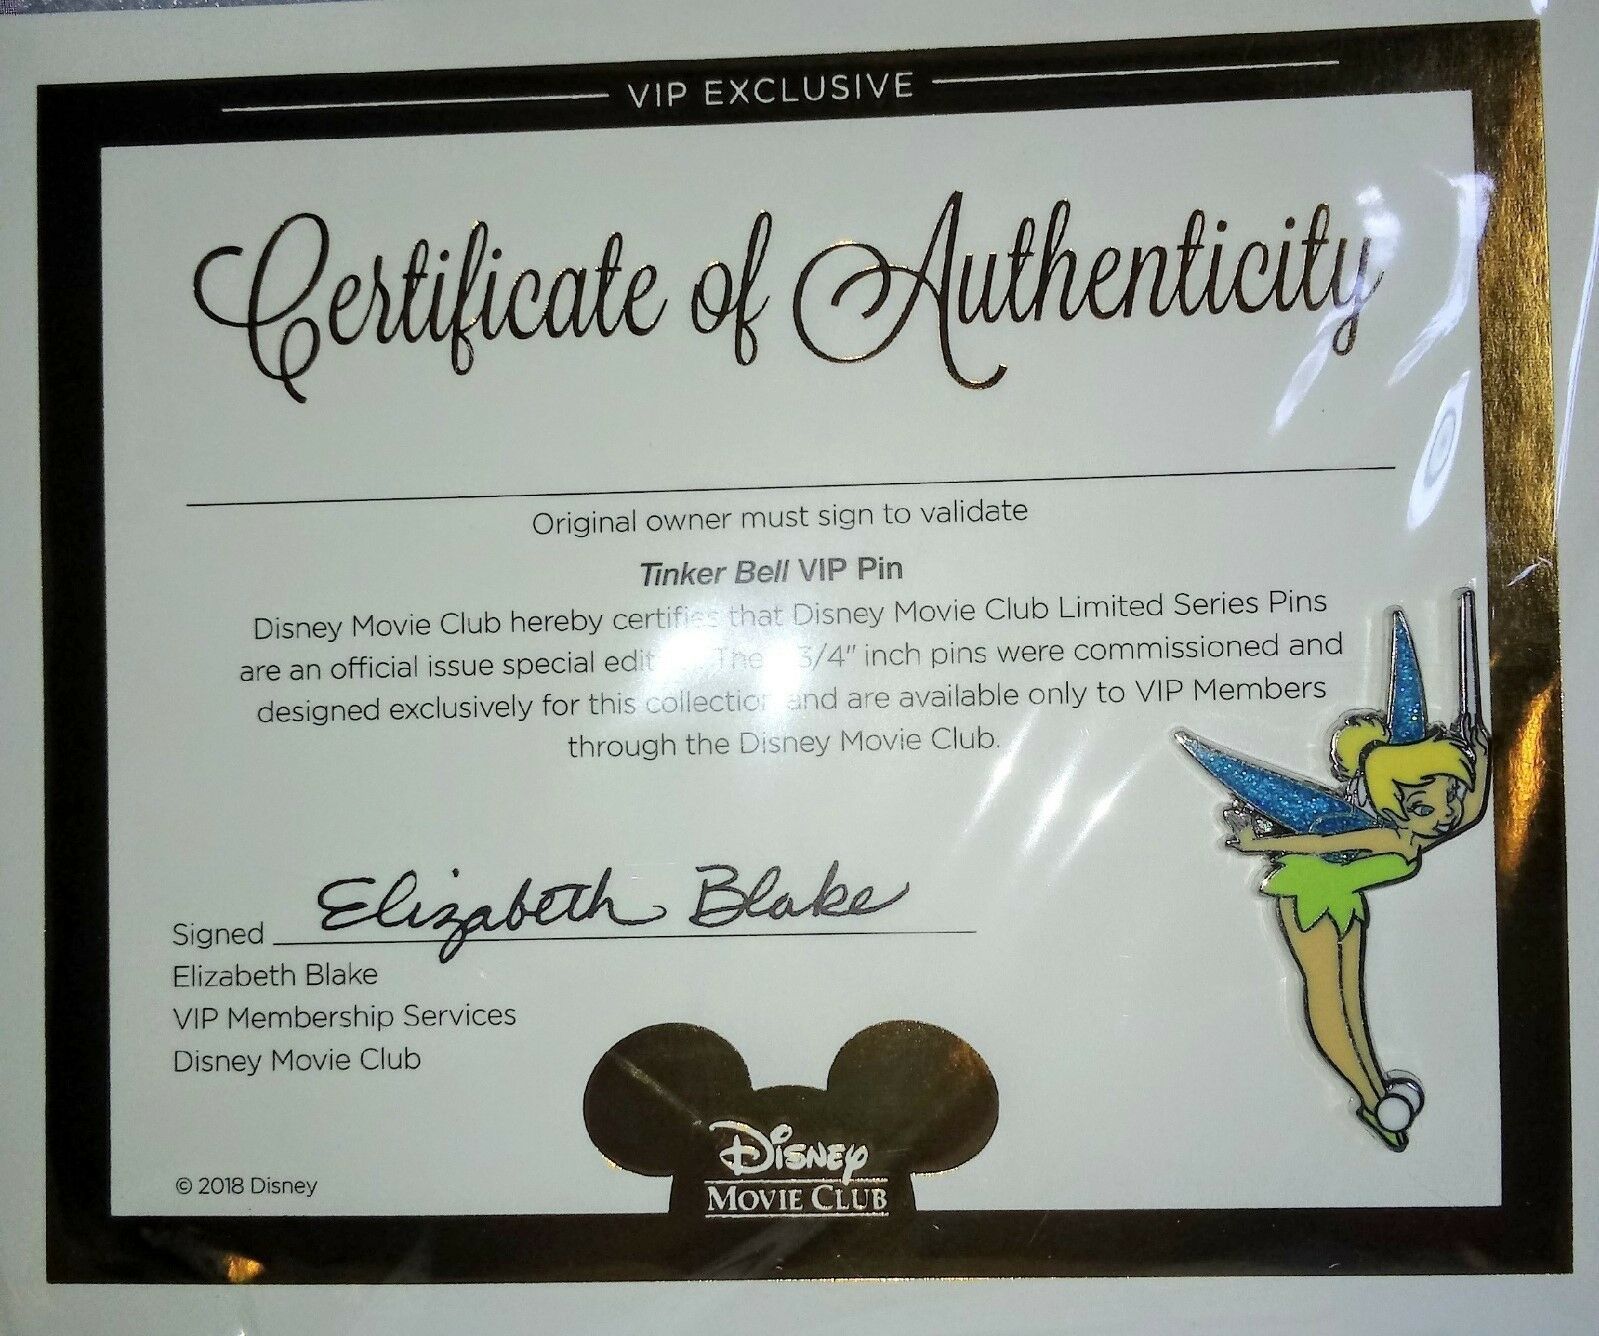 VIP EXCLUSIVE
Certificate of Authenticity
Original owner must sign to validate
Tinker Bell VIP Pin
Disney Movie Club hereby certifies that Disney Movie Club Limited Series Pins
are an official issue special The 3/4" inch pins were commissioned and
designed exclusively for this collection and are available only to VIP Members
through the Disney Movie Club.
Signed Elizabeth Blake
Elizabeth Blake
VIP Membership Services
Disney Movie Club
© 2018 Disney
DISNEY
MOVIE CLUB